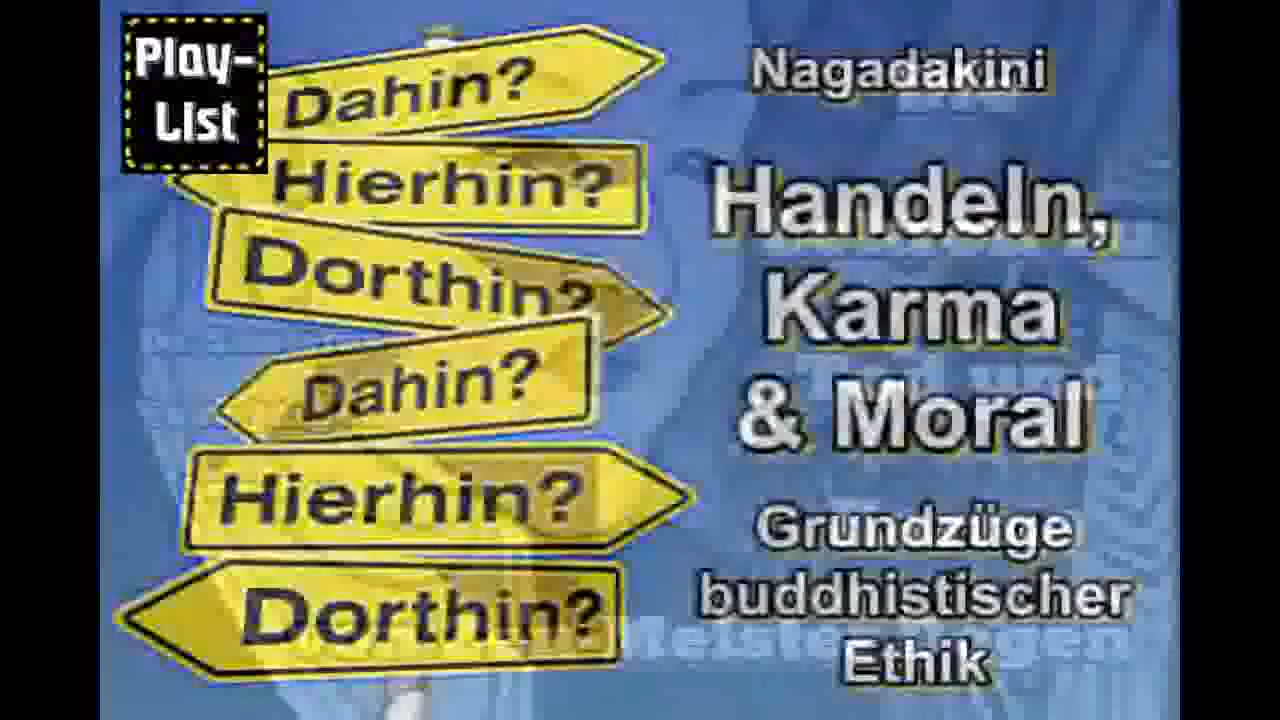 Play-
List
Dahin?
Hierhin?
Dorthin?
Dahin?
Hierhin?
Dorthin?
Nagadakini
Handeln,
Karma
& Moral
Grundzüge
buddhistischer
Ethik